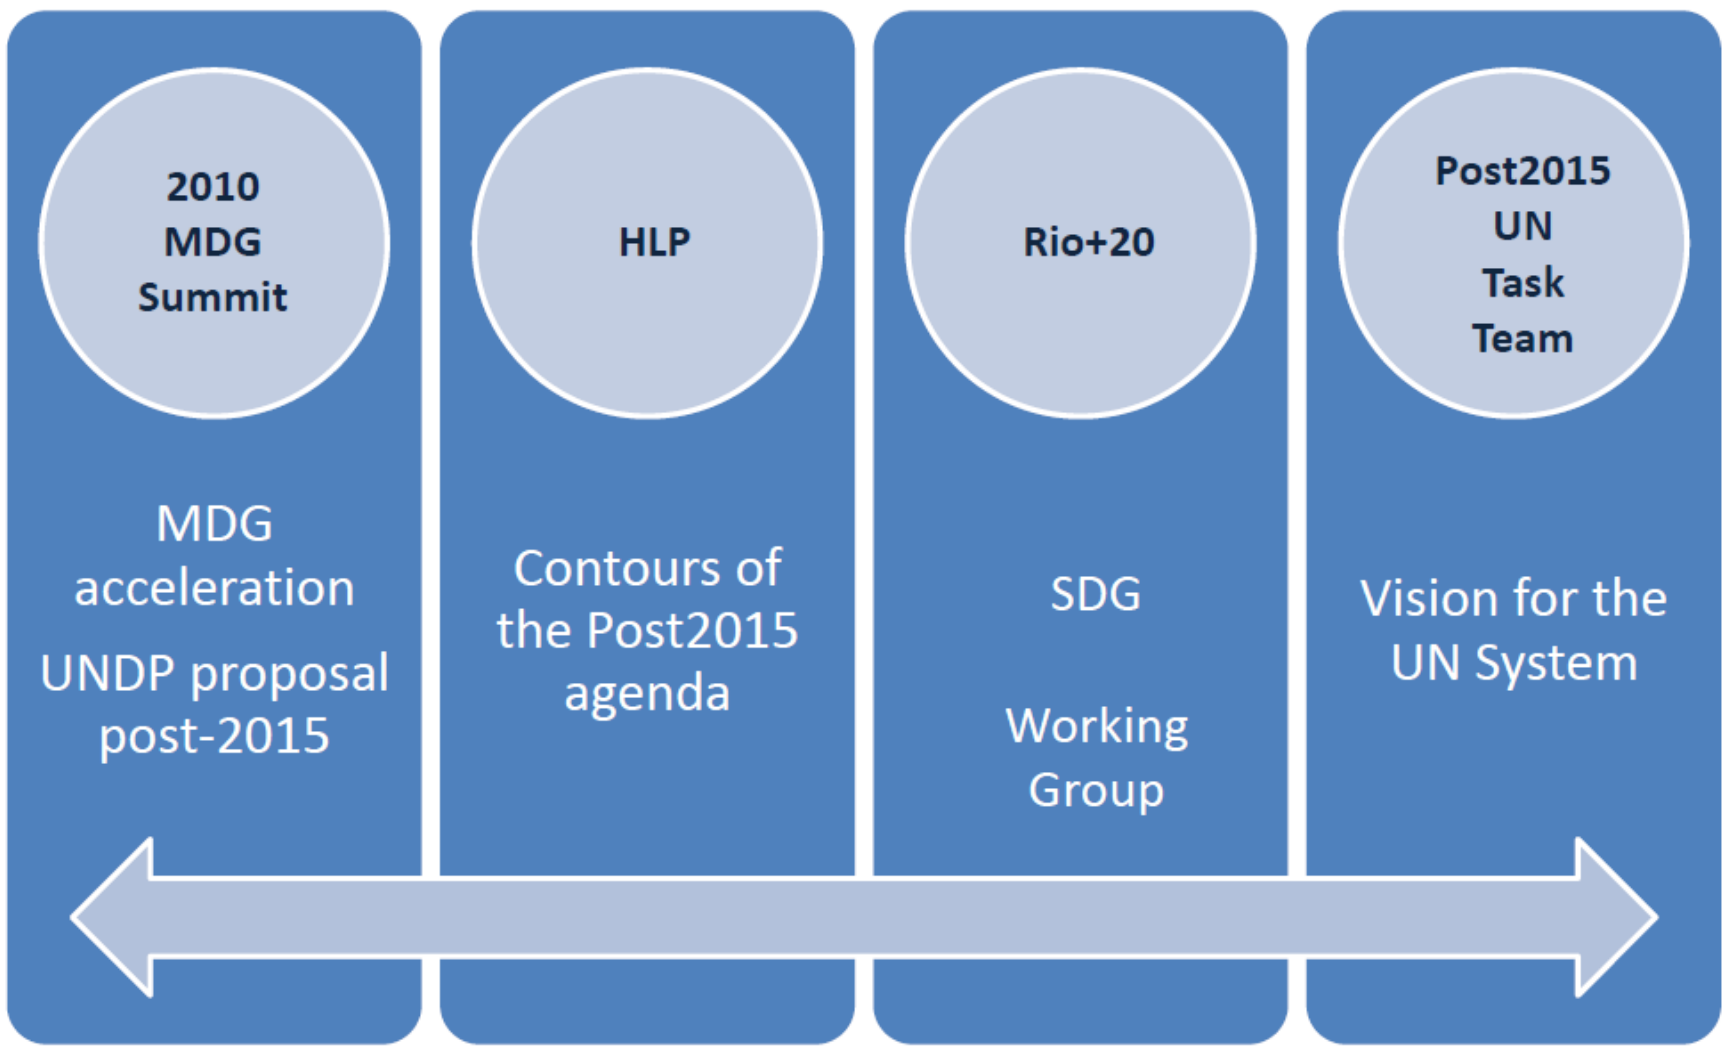 2010
MDG
Summit
MDG
acceleration
UNDP proposal
post-2015
HLP
Contours of
the Post2015
agenda
Rio+20
SDG
Working
Group
Post2015
UN
Task
Team
Vision for the
UN System